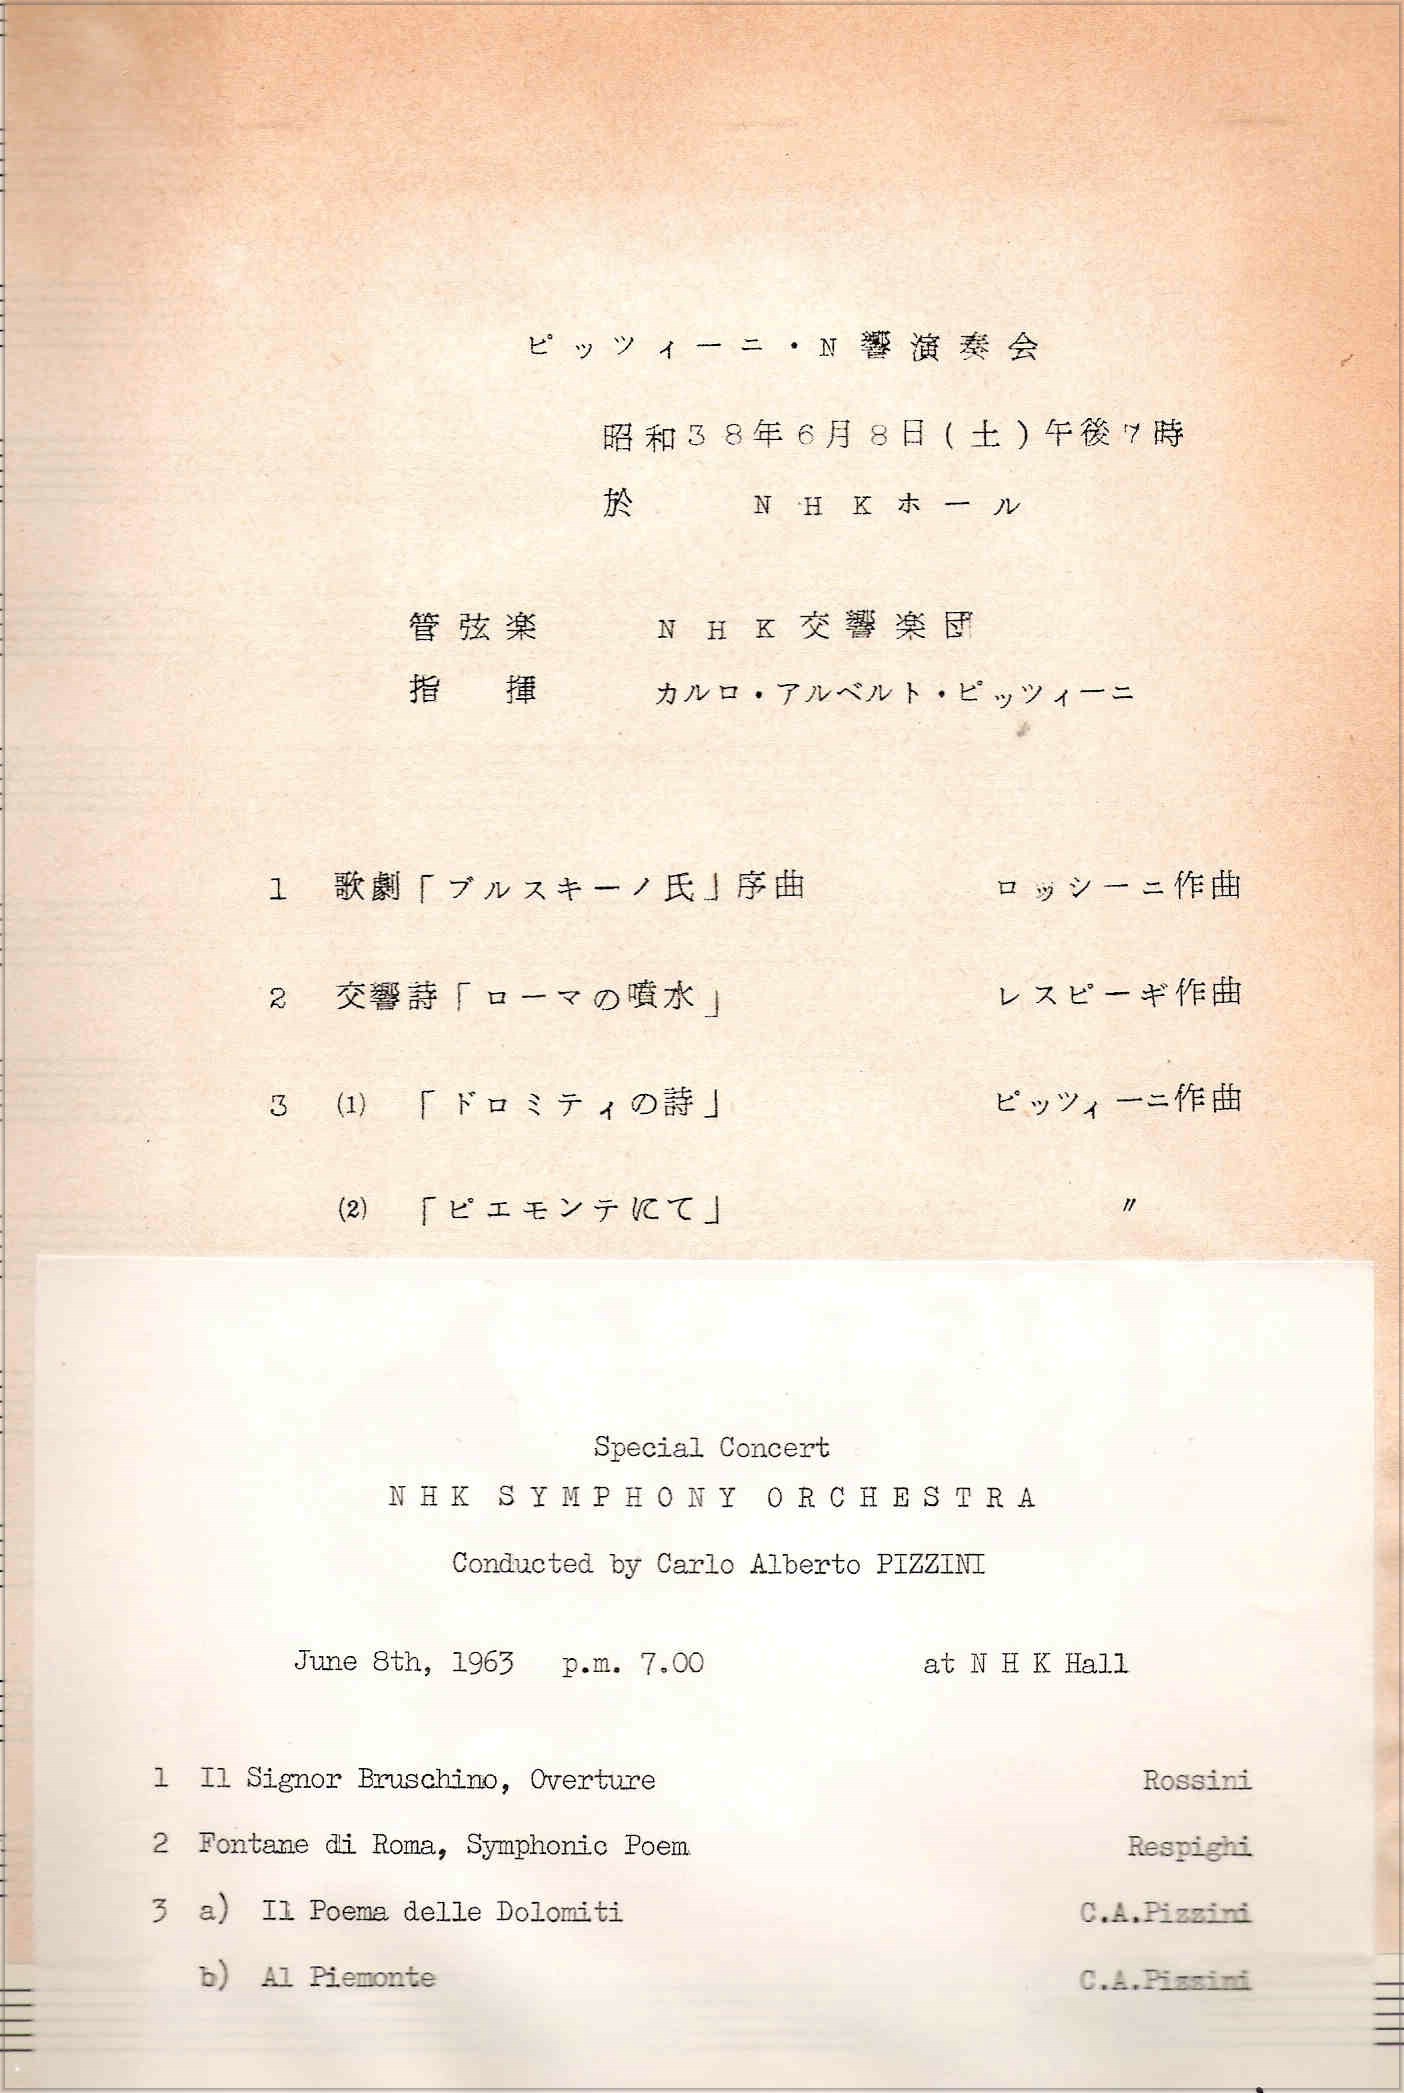 ピッツィーニ・N響演奏会
昭和38年6月8日(土)午後7時
於 NHKホール
管弦楽 NHK交響楽団
指揮 カルロ・アルベルト・ピッツィーニ
1 歌劇「ブルスキーノ氏」序曲 ロッシーニ作曲
2 交響詩「ローマの噴水」 レスピーギ作曲
3 (1) 「ドロミティの詩」 ピッツィーニ作曲
(2) 「ピエモンテにて」 〃
Special Concert
NHK SYMPHONY ORCHESTRA
Conducted by Carlo Alberto PIZZINI
June 8th, 1963 p.m. 7.00 at N H K Hall
1 Il Signor Bruschino, Overture Rossini
2 Fontane di Roma, Symphonic Poem Respighi
3 a) Il Poema delle Dolomiti C.A.Pizzini
b) Al Piemonte C.A.Pizzini